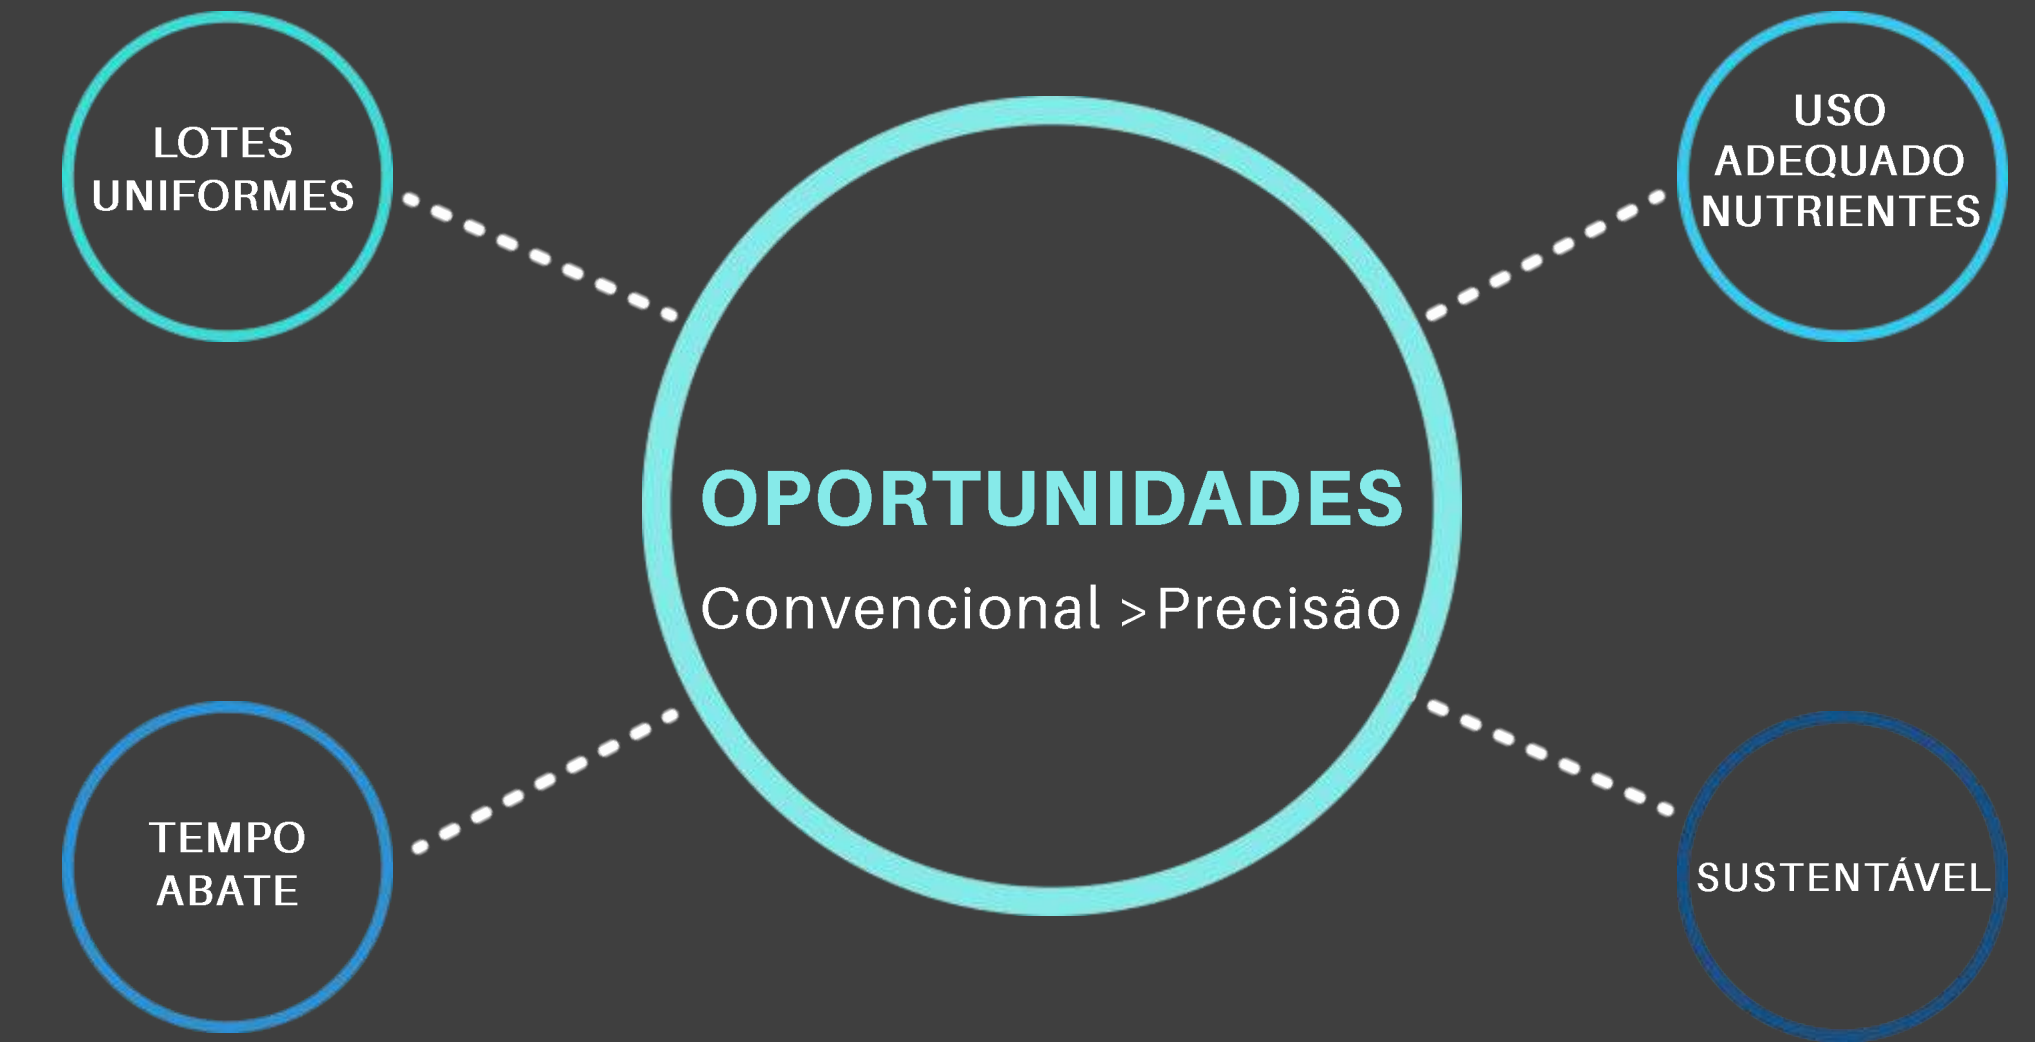 LOTES
UNIFORMES
USO
ADEQUADO
NUTRIENTES
OPORTUNIDADES
Convencional >Precisão
TEMPO
ABATE
SUSTENTÁVEL